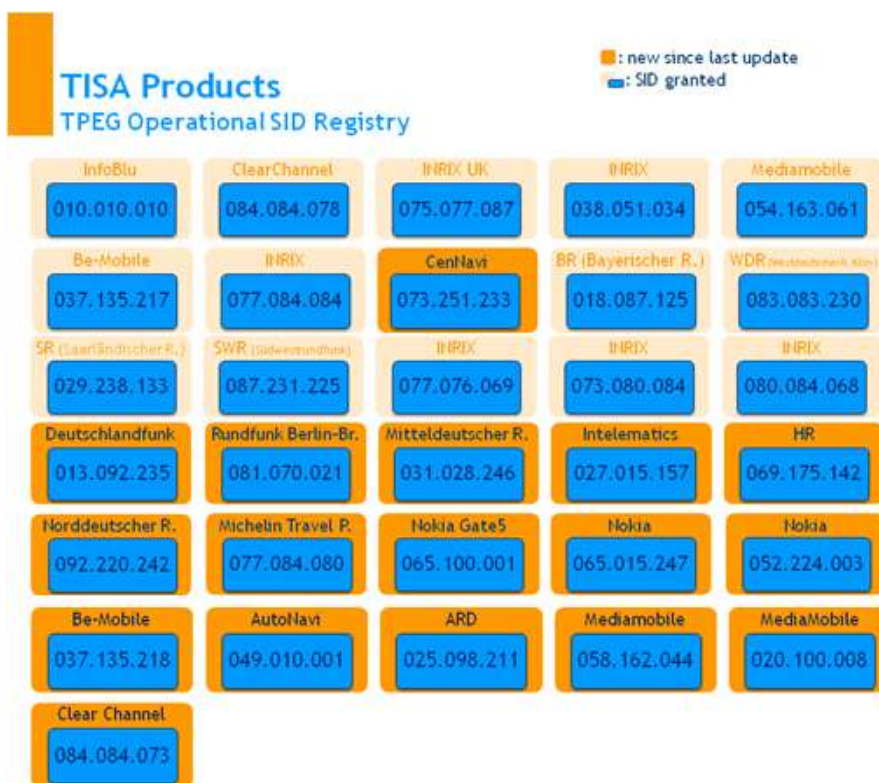 : new since last update
: SID granted
TISA Products
TPEG Operational SID Registry
InfoBlu ClearChannel INRIX UK INRIX Mediamobile
010.010.010 084.084.078 075.077.087 038.051.034 054.163.061
Be-Mobile INRIX CenNavi BR (Bayerischer R.) WDR
037.135.217 077.084.084 073.251.233 018.087.125 083.083.230
SR (Saarländischer R.) SWR (Südwestrundfunk) INRIX INRIX INRIX
029.238.133 087.231.225 077.076.069 073.080.084 080.084.068
Deutschlandfunk Rundfunk Berlin-Br. Mitteldeutscher R. Intelematics HR
013.092.235 081.070.021 031.028.246 027.015.157 069.175.142
Norddeutscher R. Michelin Travel P. Nokia Gate5 Nokia Nokia
092.220.242 077.084.080 065.100.001 065.015.247 052.224.003
Be-Mobile AutoNavi ARD Mediamobile MediaMobile
037.135.218 049.010.001 025.098.211 058.162.044 020.100.008
Clear Channel
084.084.073